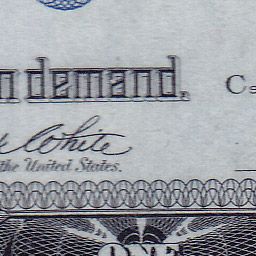 demand.
White
the United States.